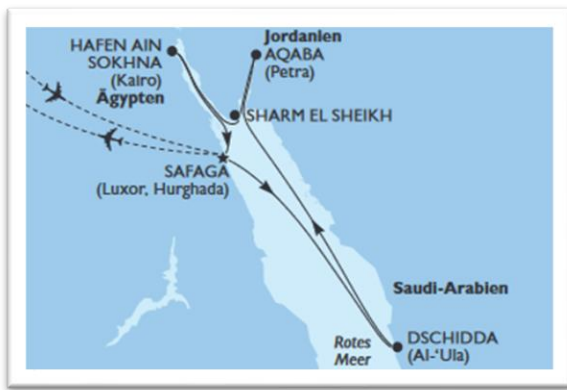 HAFEN AIN
SOKHNA
(Kairo)
Ägypten
Jordanien
AQABA
(Petra)
SHARM EL SHEIKH
SAFAGA
(Luxor, Hurghada)
Saudi-Arabien
Rotes
Meer
DSCHIDDA
(Al-‘Ula)